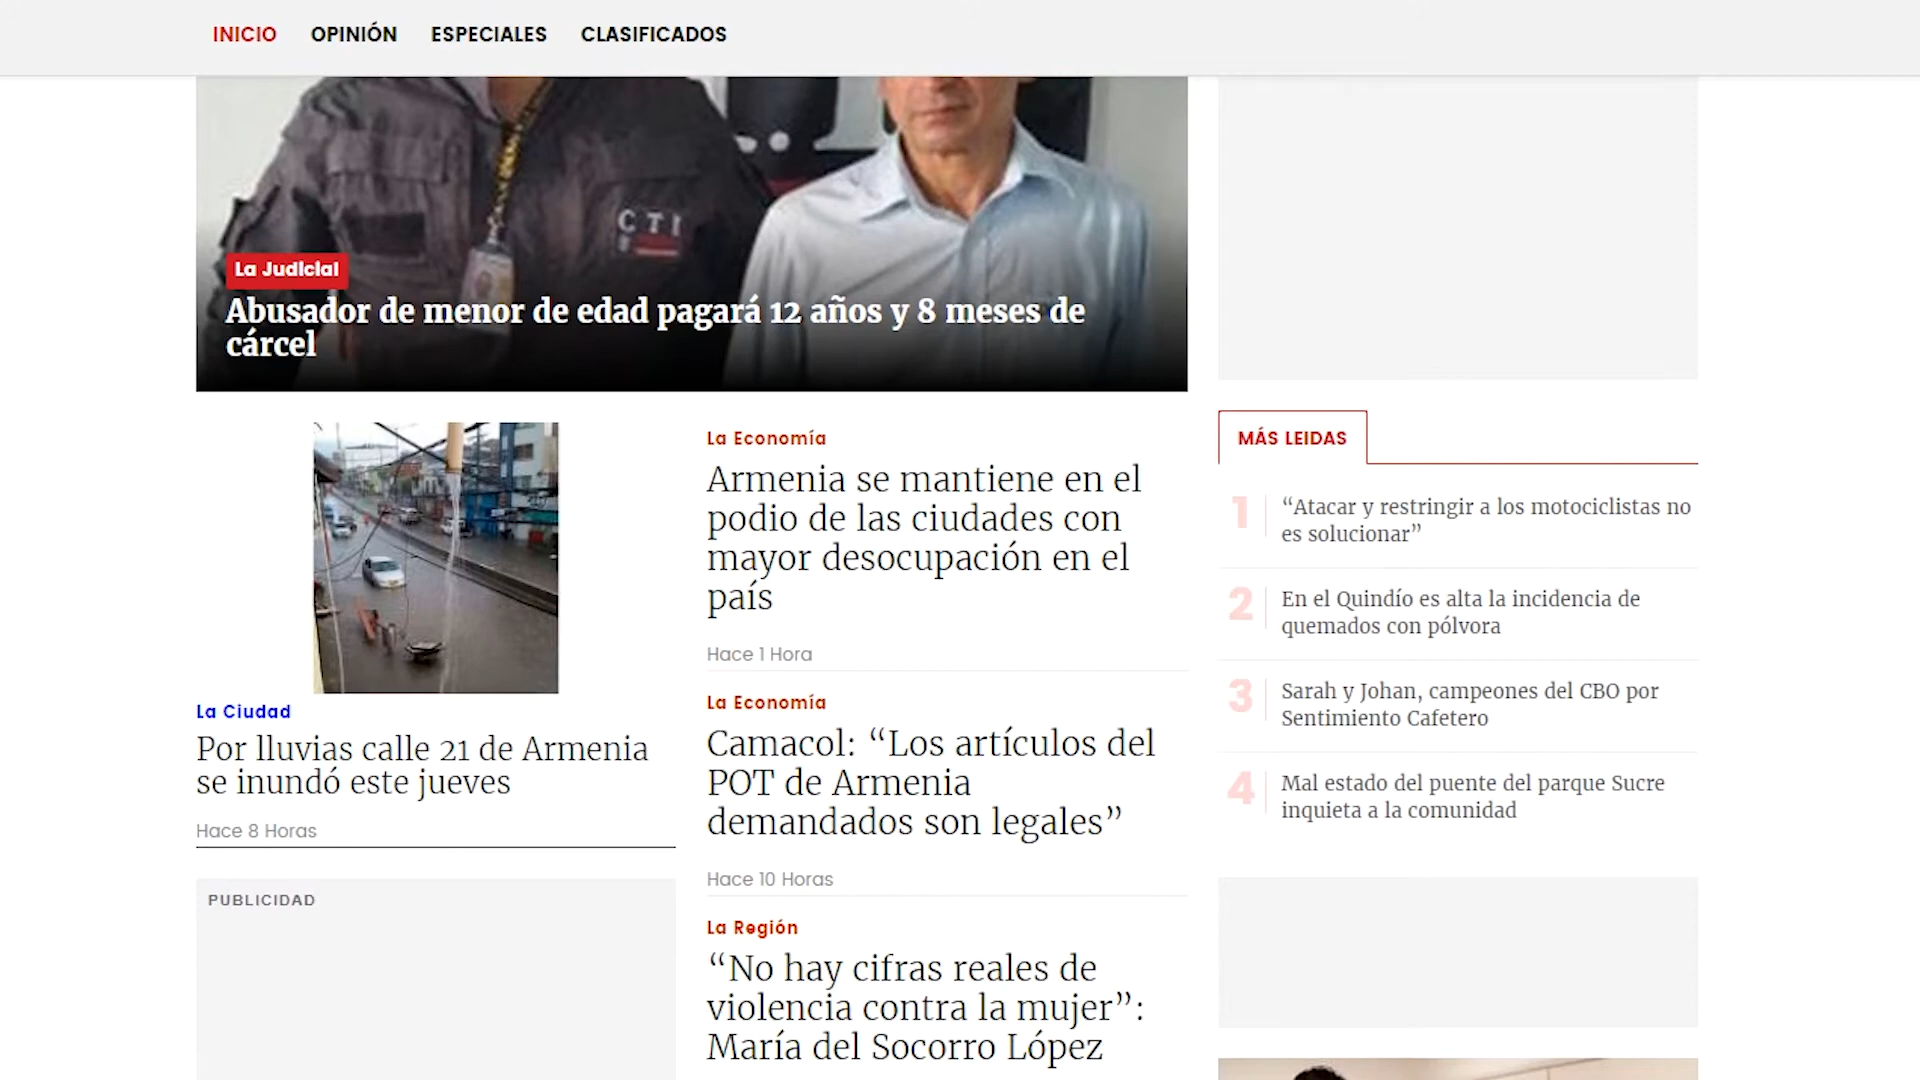 INICIO OPINIÓN ESPECIALES CLASIFICADOS
CTI
La Judicial
Abusador de menor de edad pagará 12 años y 8 meses de
cárcel
La Ciudad
Por lluvias calle 21 de Armenia
se inundó este jueves
Hace 8 Horas
PUBLICIDAD
La Economía
Armenia se mantiene en el
podio de las ciudades con
mayor desocupación en el
país
Hace 1 Hora
La Economía
Camacol: “Los artículos del
POT de Armenia
demandados son legales”
Hace 10 Horas
La Región
“No hay cifras reales de
violencia contra la mujer”:
María del Socorro López
MÁS LEIDAS
1 “Atacar y restringir a los motociclistas no
es solucionar”
2 En el Quindío es alta la incidencia de
quemados con pólvora
3 Sarah y Johan, campeones del CBO por
Sentimiento Cafetero
4 Mal estado del puente del parque Sucre
inquieta a la comunidad